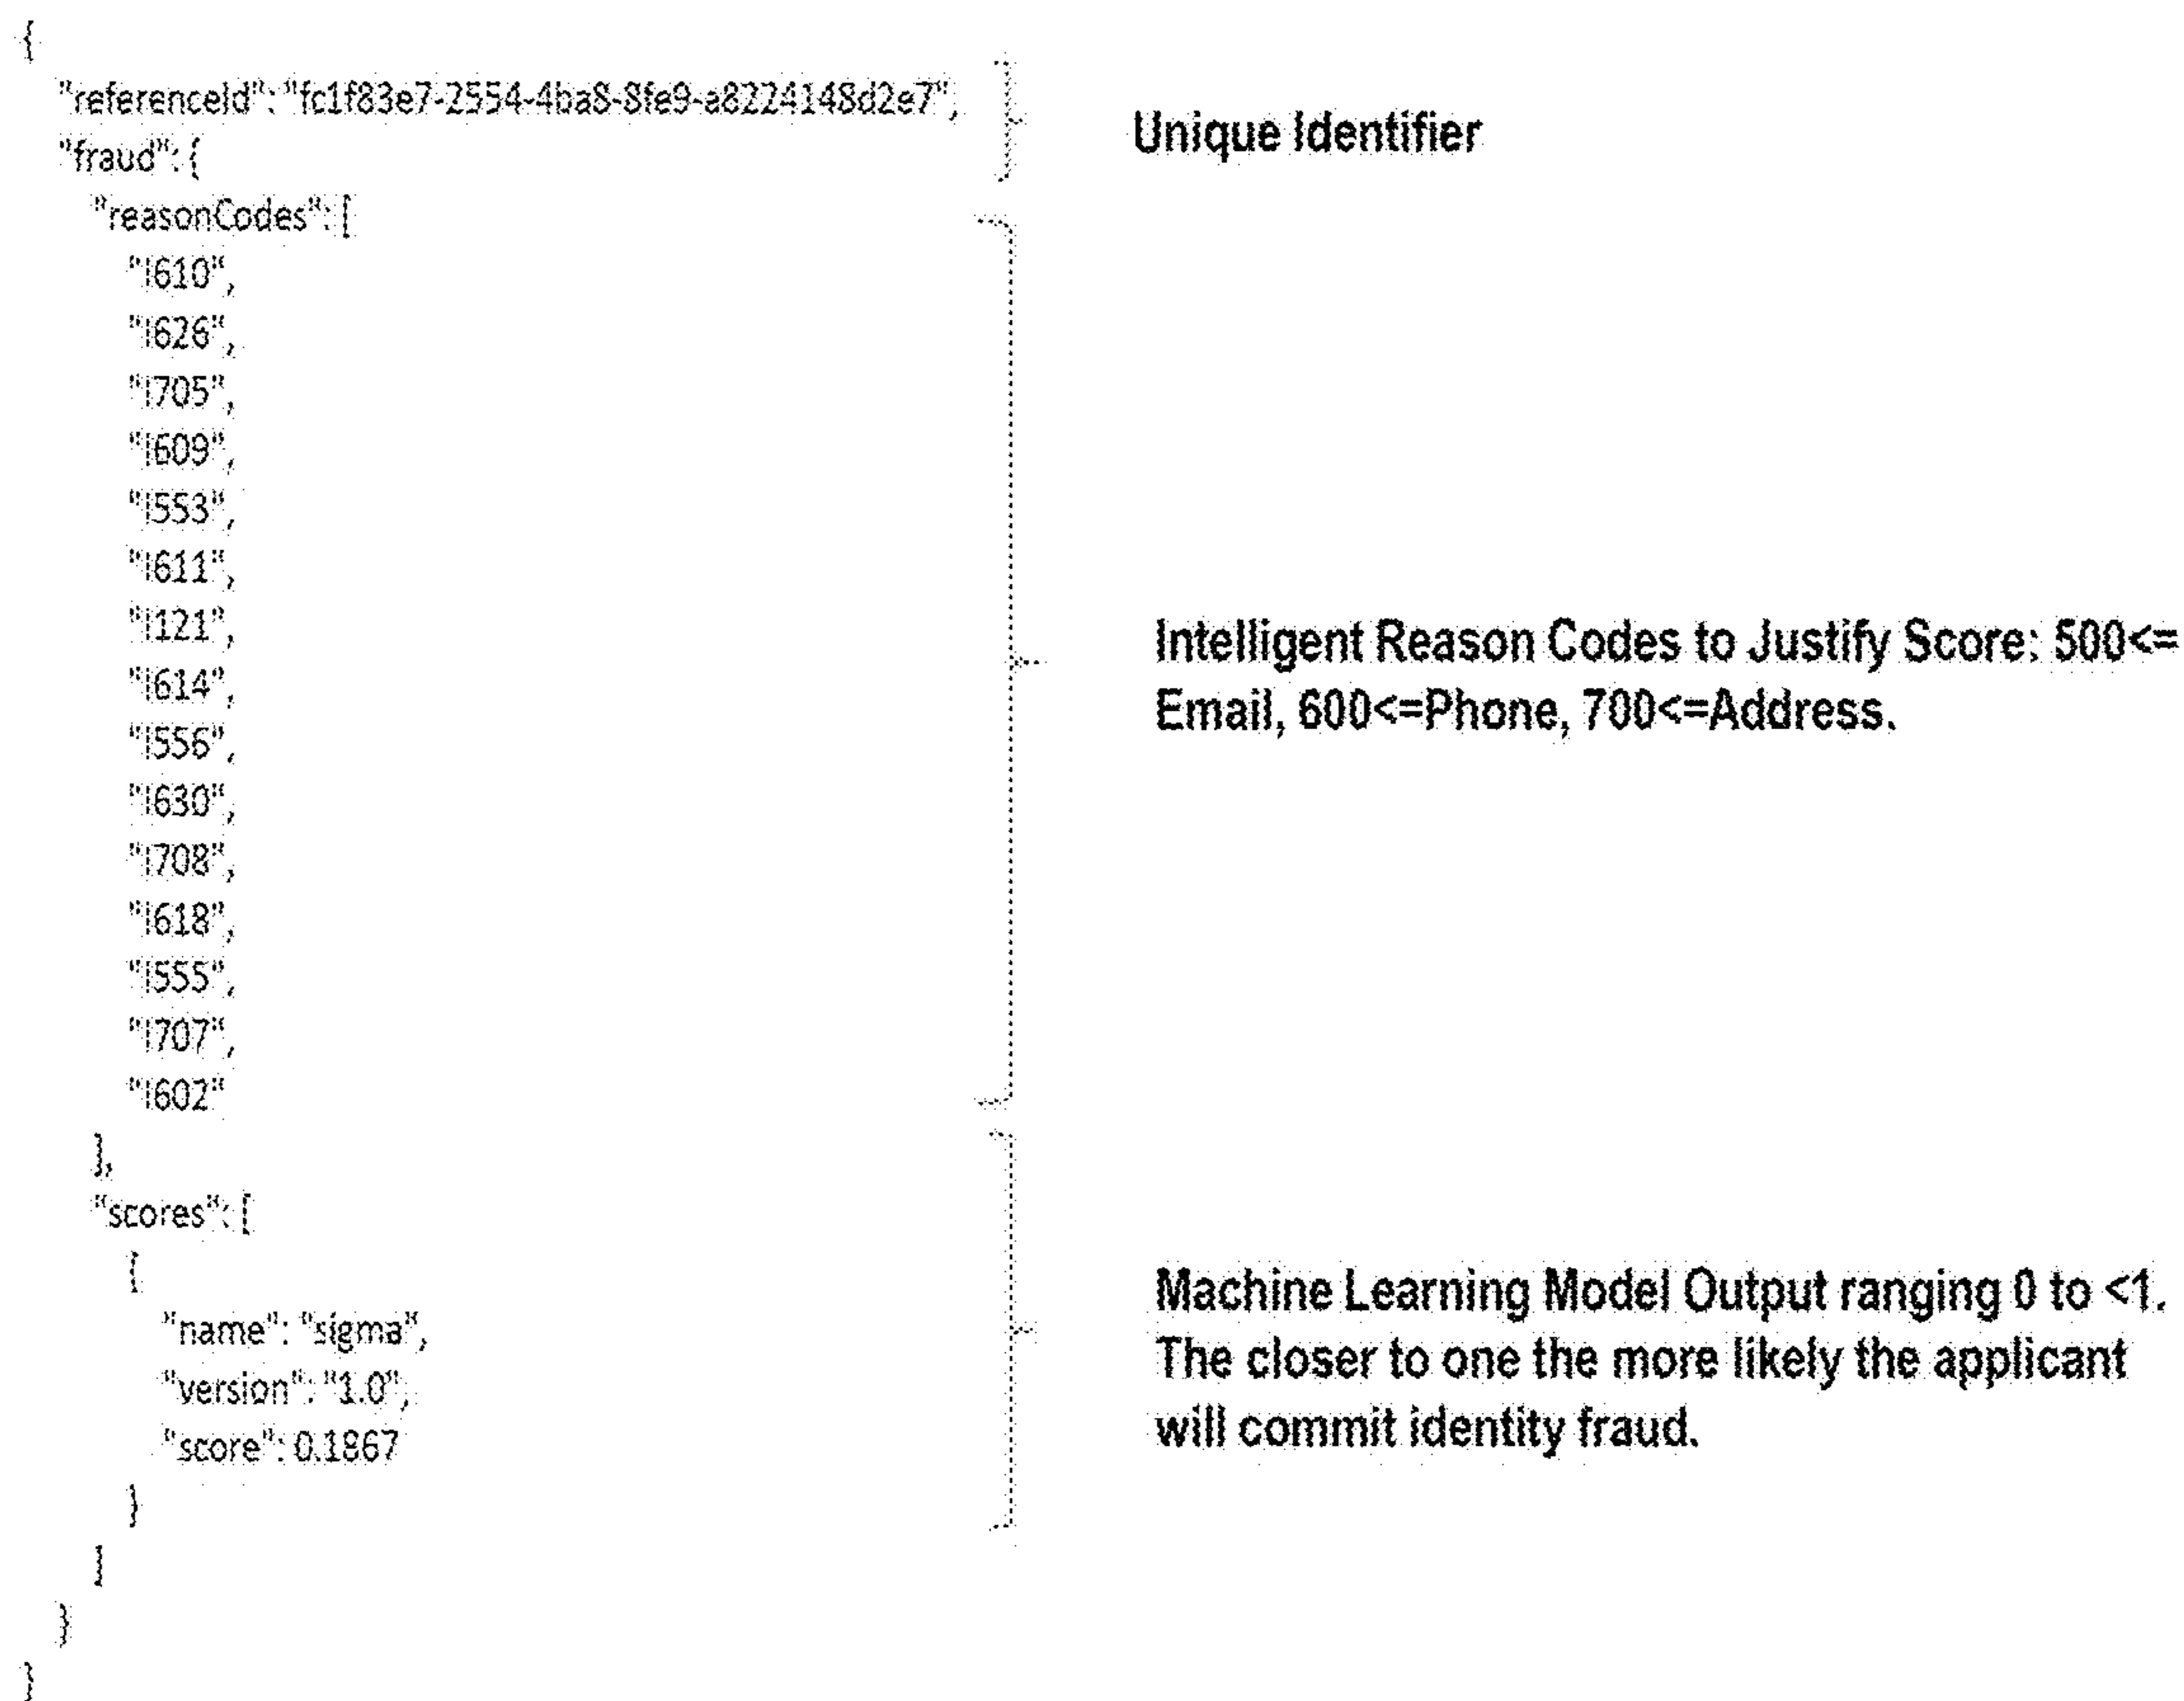 {
"referenceId": "fc1f83e7-2554-4ba8-8fe9-a8224148d2e7",
"fraud": {
"reasonCodes": [
"I610",
"I626",
"I705",
"I609",
"I553",
"I611",
"I121",
"I614",
"I556",
"I630",
"I708",
"I618",
"I555",
"I707",
"I602"
],
"scores": [
{
"name": "sigma",
"version": "1.0",
"score": 0.1867
}
]
}
}
Unique Identifier
Intelligent Reason Codes to Justify Score: 500<=
Email, 600<=Phone, 700<=Address.
Machine Learning Model Output ranging 0 to <1.
The closer to one the more likely the applicant
will commit identity fraud.